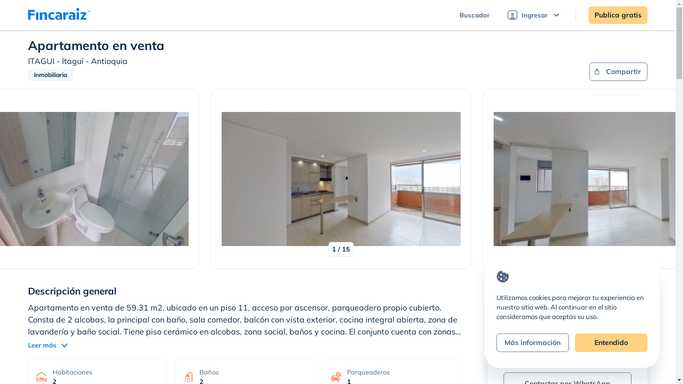 Fincaraiz
Buscador
Ingresar
Publica gratis
Apartamento en venta
ITAGUI - Itaguí - Antioquia
Inmobiliaria
Compartir
1 / 15
Descripción general
Apartamento en venta de 59.31 m2, ubicado en un piso 11, acceso por ascensor, parqueadero propio cubierto.
Consta de 2 alcobas, la principal con baño, sala comedor, balcón con vista exterior, cocina integral abierta, zona de
lavandería y baño social. Tiene piso cerámico en alcobas, zona social, baños y cocina. El conjunto cuenta con zonas...
Leer más
Habitaciones
2
Baños
2
Parqueaderos
1
Utilizamos cookies para mejorar tu experiencia en
nuestro sitio web. Al continuar en el sitio
consideramos que aceptas su uso.
Más información
Entendido
Contactar por WhatsApp